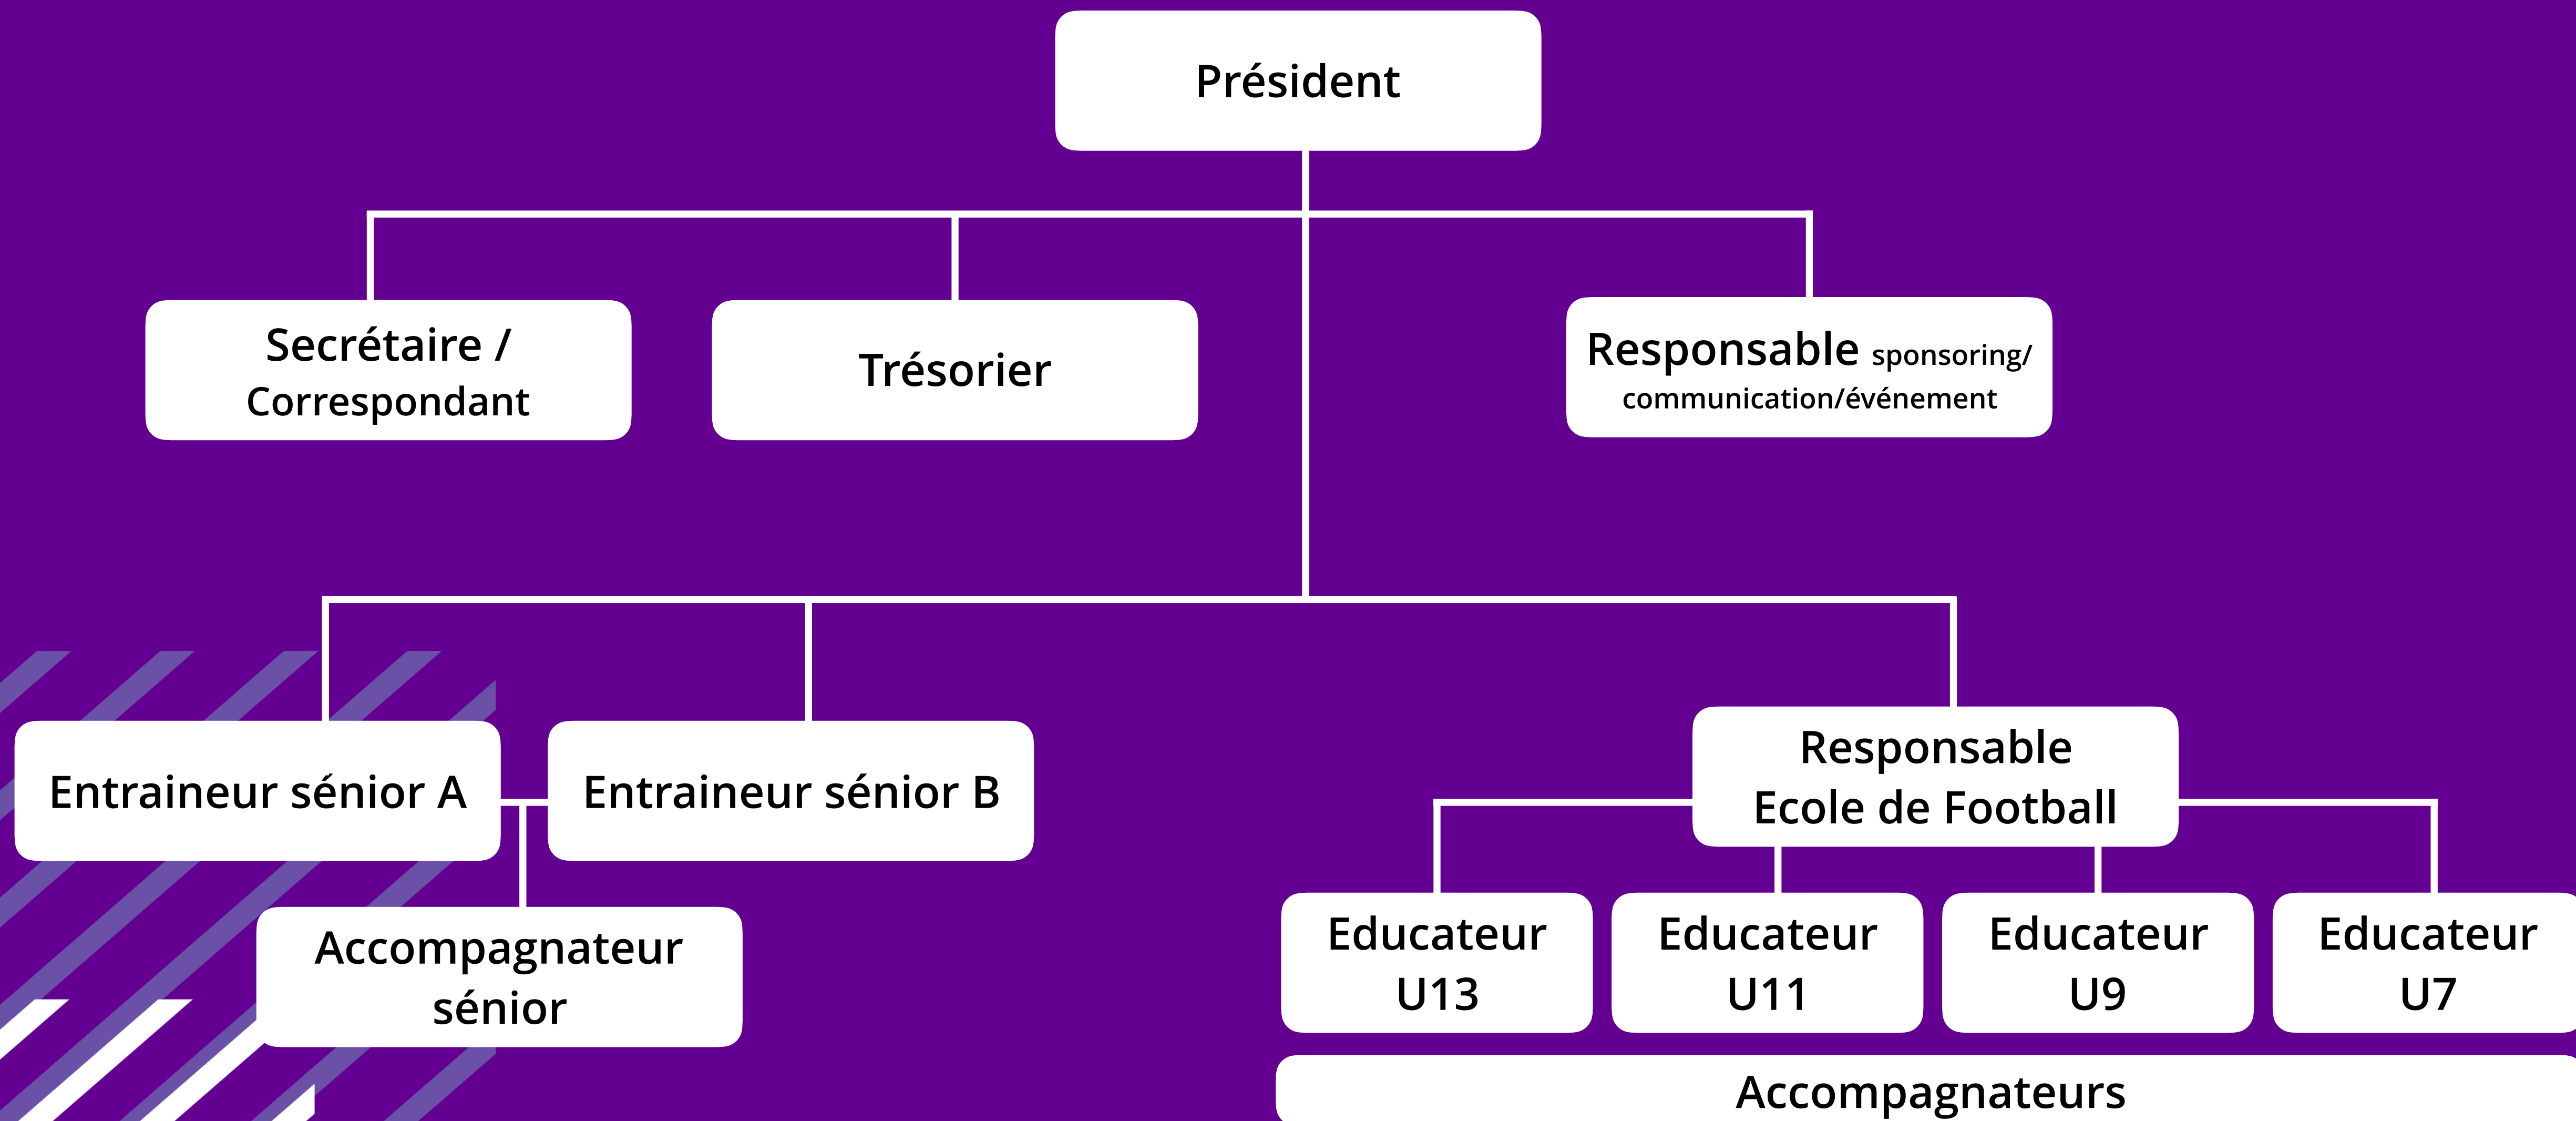 Président
Secrétaire /
Correspondant
Trésorier
Responsable sponsoring/
communication/événement
Entraineur sénior A
Entraineur sénior B
Responsable
Ecole de Football
Accompagnateur
sénior
Educateur
U13
Educateur
U11
Educateur
U9
Educateur
U7
Accompagnateurs